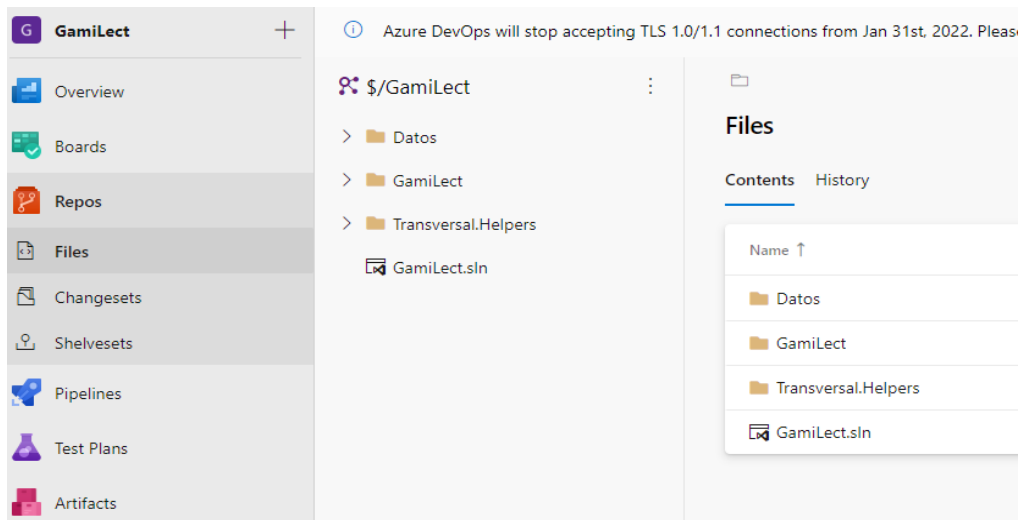 G GamiLect
Overview
Boards
Repos
Files
Changesets
Shelvesets
Pipelines
Test Plans
Artifacts
Azure DevOps will stop accepting TLS 1.0/1.1 connections from Jan 31st, 2022. Please
$/GamiLect
Datos
GamiLect
Transversal.Helpers
GamiLect.sln
Files
Contents History
Name ↑
Datos
GamiLect
Transversal.Helpers
GamiLect.sln